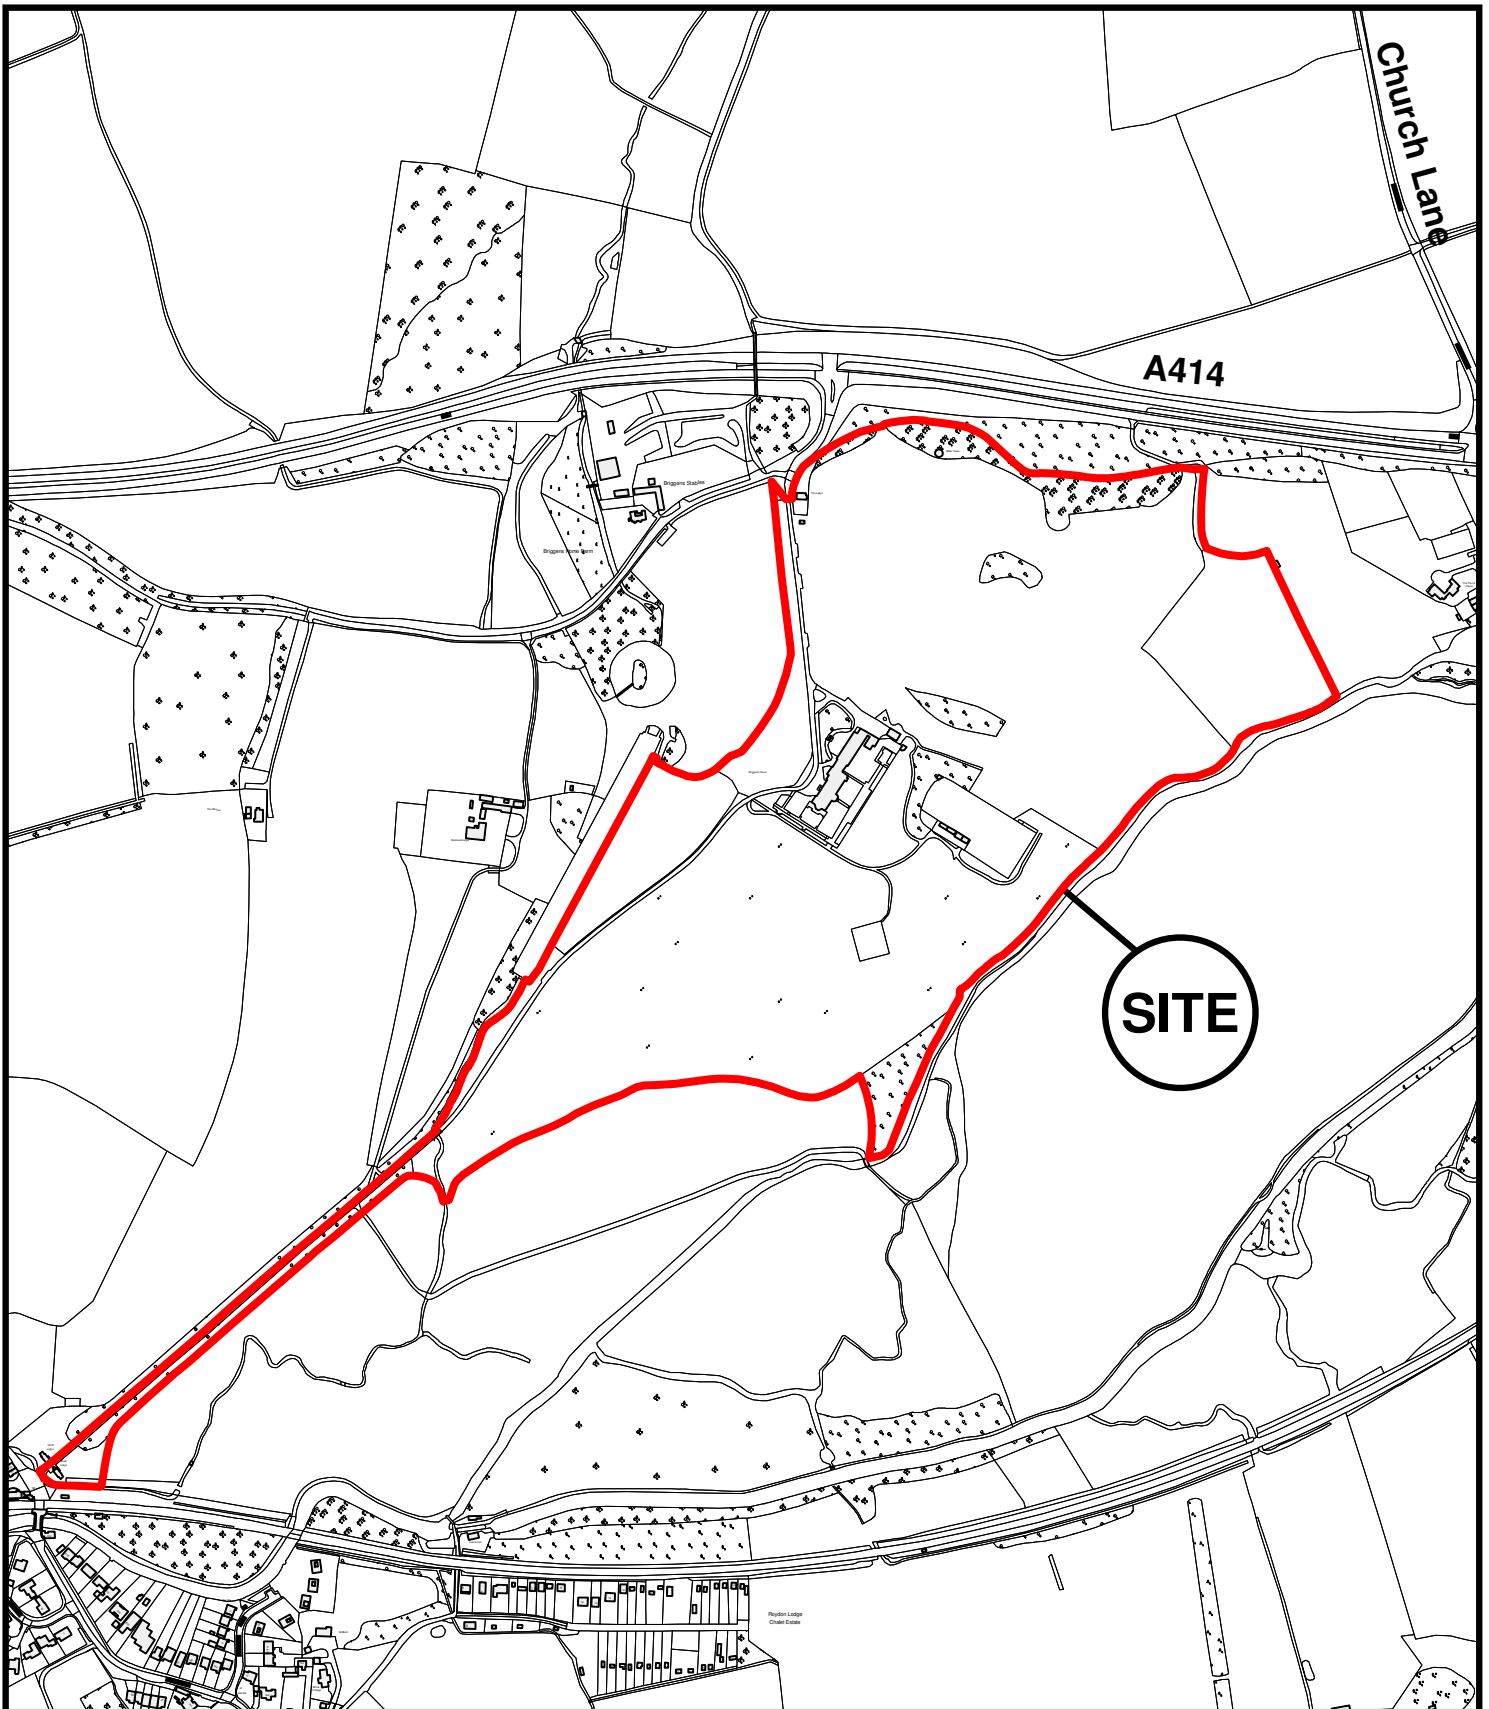 Church Lane
A414
Briggens Stables
Briggens Home Farm
SITE
Roydon Lodge
Chalet Estate